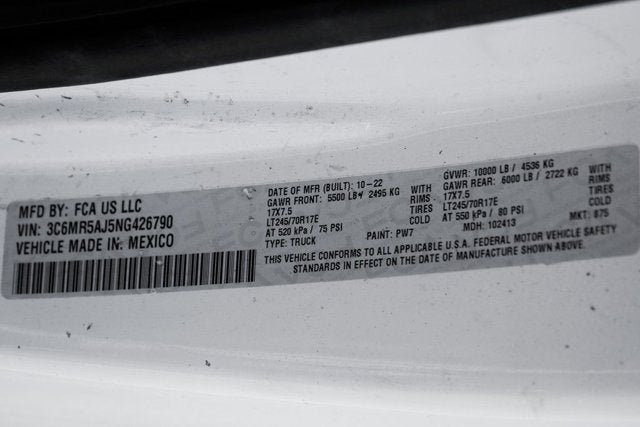 MFD BY: FCA US LLC
VIN: 3C6MR5AJ5NG426790
VEHICLE MADE IN: MEXICO
DATE OF MFR (BUILT): 10-22
GAWR FRONT: 5500 LB / 2495 KG WITH
17X7.5 RIMS
LT245/70R17E TIRES
AT 520 kPa / 75 PSI COLD
TYPE: TRUCK PAINT: PW7
GVWR: 10000 LB / 4536 KG
GAWR REAR: 6000 LB / 2722 KG WITH
17X7.5 RIMS
LT245/70R17E TIRES
AT 550 kPa / 80 PSI COLD
MDH: 102413 MKT: 875
THIS VEHICLE CONFORMS TO ALL APPLICABLE U.S.A. FEDERAL MOTOR VEHICLE SAFETY
STANDARDS IN EFFECT ON THE DATE OF MANUFACTURE SHOWN ABOVE.